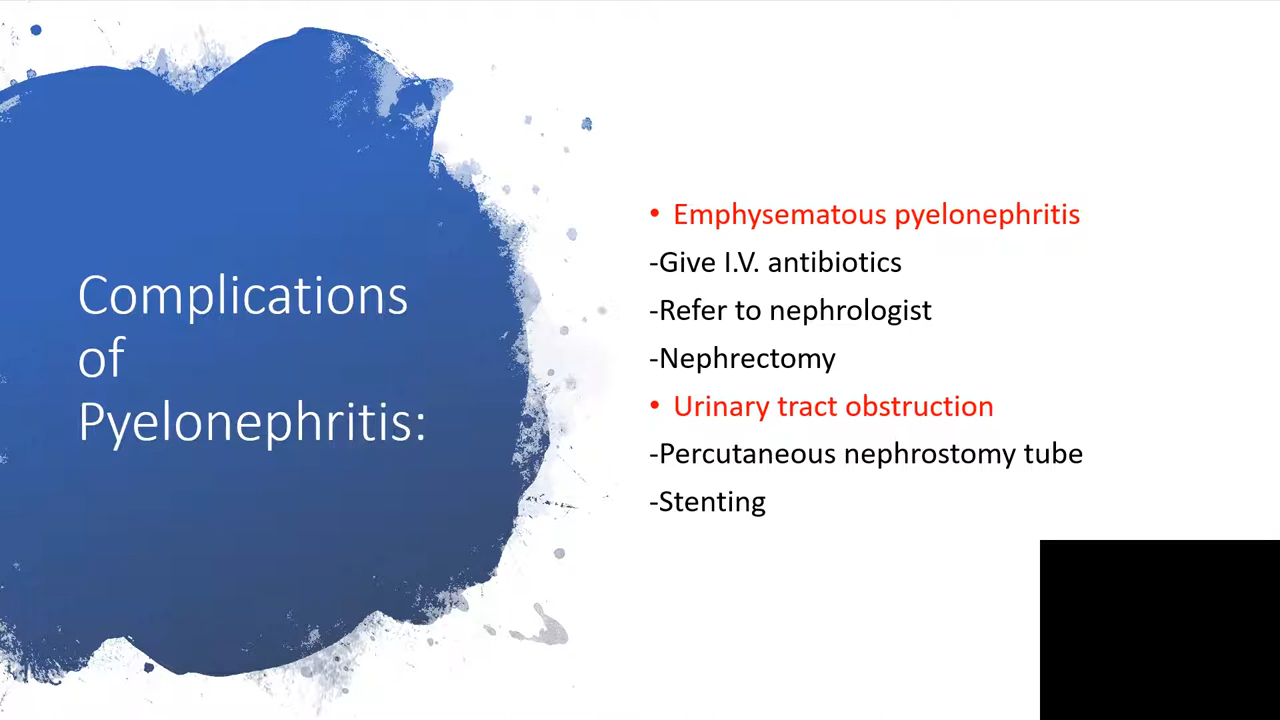 Complications
of
Pyelonephritis:
• Emphysematous pyelonephritis
-Give I.V. antibiotics
-Refer to nephrologist
-Nephrectomy
• Urinary tract obstruction
-Percutaneous nephrostomy tube
-Stenting